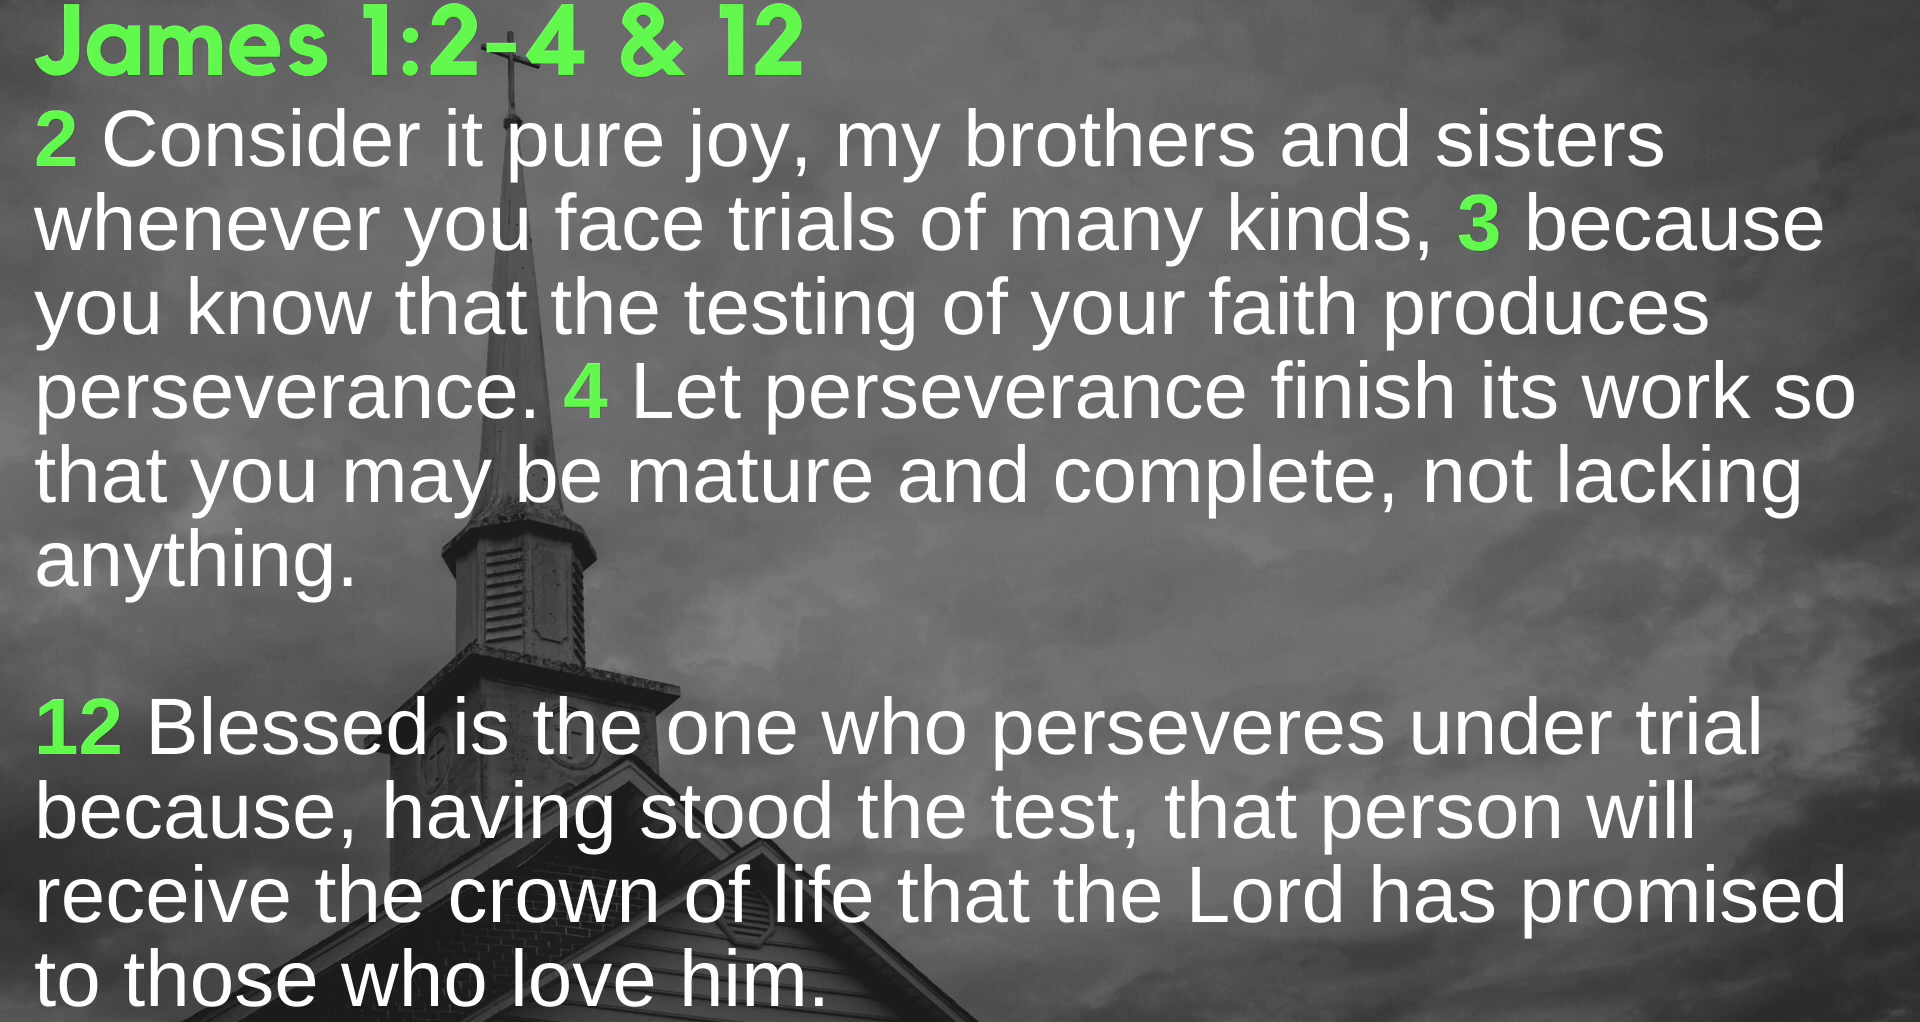 James 1:2-4 & 12
2 Consider it pure joy, my brothers and sisters
whenever you face trials of many kinds, 3 because
you know that the testing of your faith produces
perseverance. 4 Let perseverance finish its work so
that you may be mature and complete, not lacking
anything.
12 Blessed is the one who perseveres under trial
because, having stood the test, that person will
receive the crown of life that the Lord has promised
to those who love him.